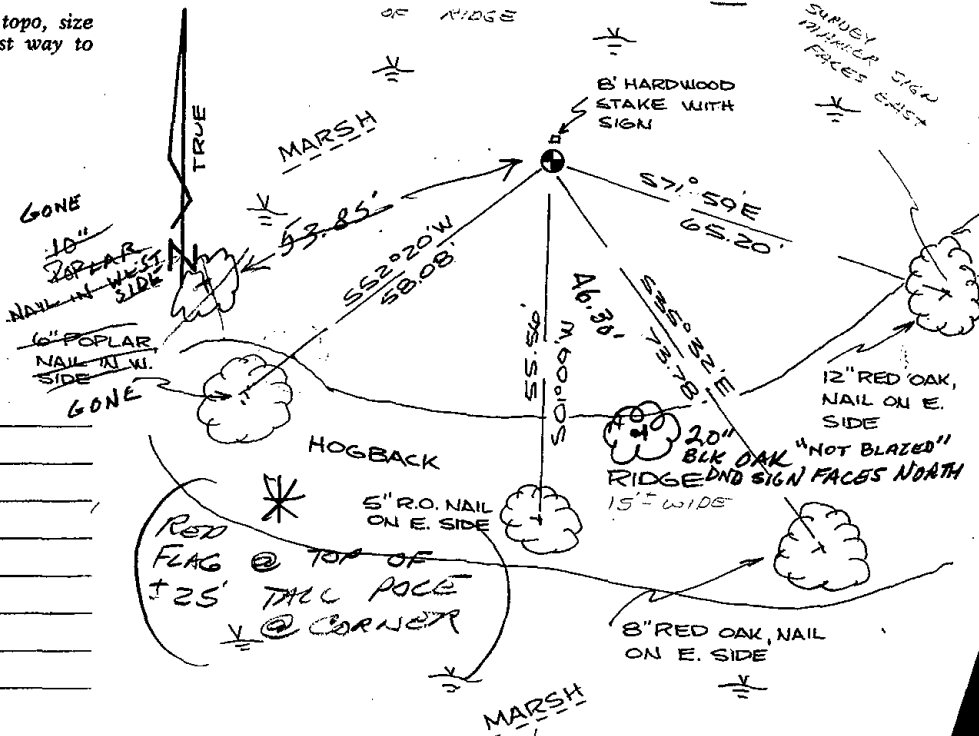 topo, size
st way to
OF RIDGE
SURVEY
MARKER SIGN
FACES EAST
8' HARDWOOD
STAKE WITH
SIGN
TRUE
N
MARSH
GONE
10"
POPLAR
NAIL IN WEST
SIDE
53.85'
S52°20'W
58.08'
S71°59'E
65.20'
6" POPLAR
NAIL IN W.
SIDE
GONE
55.56'
S01°09'W
46.30'
S35°32'E
73.78'
12" RED OAK,
NAIL ON E.
SIDE
HOGBACK
20"
BLK OAK "NOT BLAZED"
DND SIGN FACES NORTH
RIDGE
15'± WIDE
5" R.O. NAIL
ON E. SIDE
RED
FLAG @ TOP OF
±25' TALL POLE
@ CORNER
8" RED OAK, NAIL
ON E. SIDE
MARSH